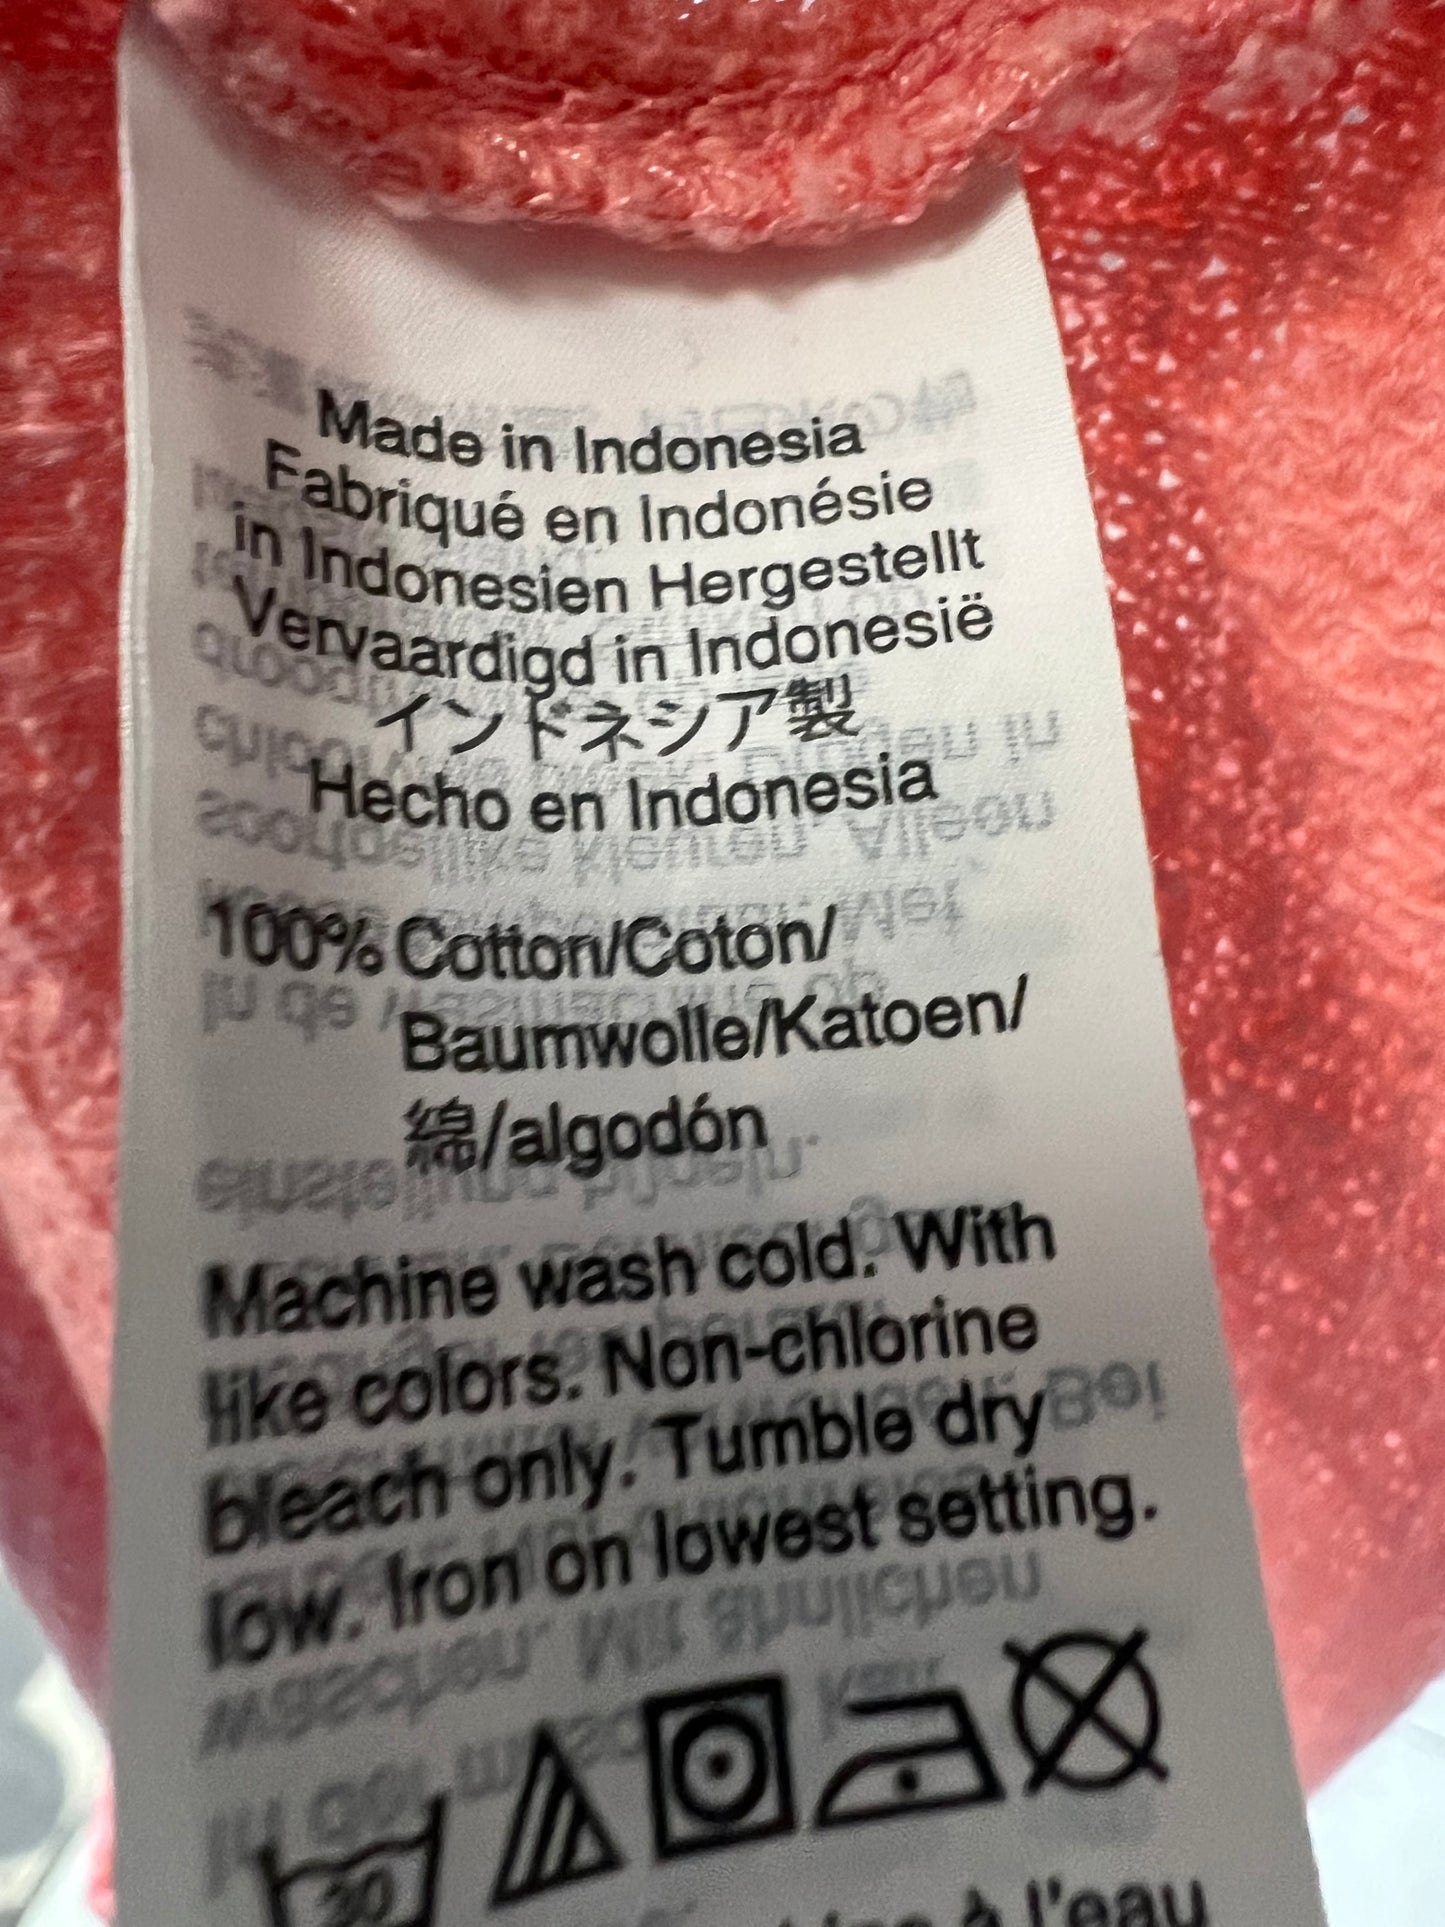 Made in Indonesia
Fabriqué en Indonésie
in Indonesien Hergestellt
Vervaardigd in Indonesië
インドネシア製
Hecho en Indonesia
100% Cotton/Coton/
Baumwolle/Katoen/
綿/algodón
Machine wash cold. With
like colors. Non-chlorine
bleach only. Tumble dry
low. Iron on lowest setting.
30
à l'eau